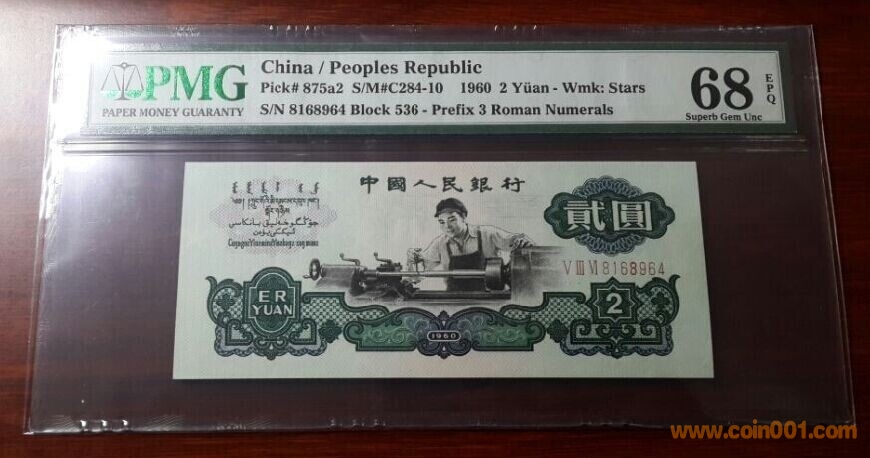 PMG
PAPER MONEY GUARANTY
China / Peoples Republic
Pick# 875a2 S/M#C284-10 1960 2 Yüan - Wmk: Stars
S/N 8168964 Block 536 - Prefix 3 Roman Numerals
68 EPQ
Superb Gem Unc
中國人民銀行
貳圓
V III VI 8168964
ER
YUAN
2
1960
www.coin001.com